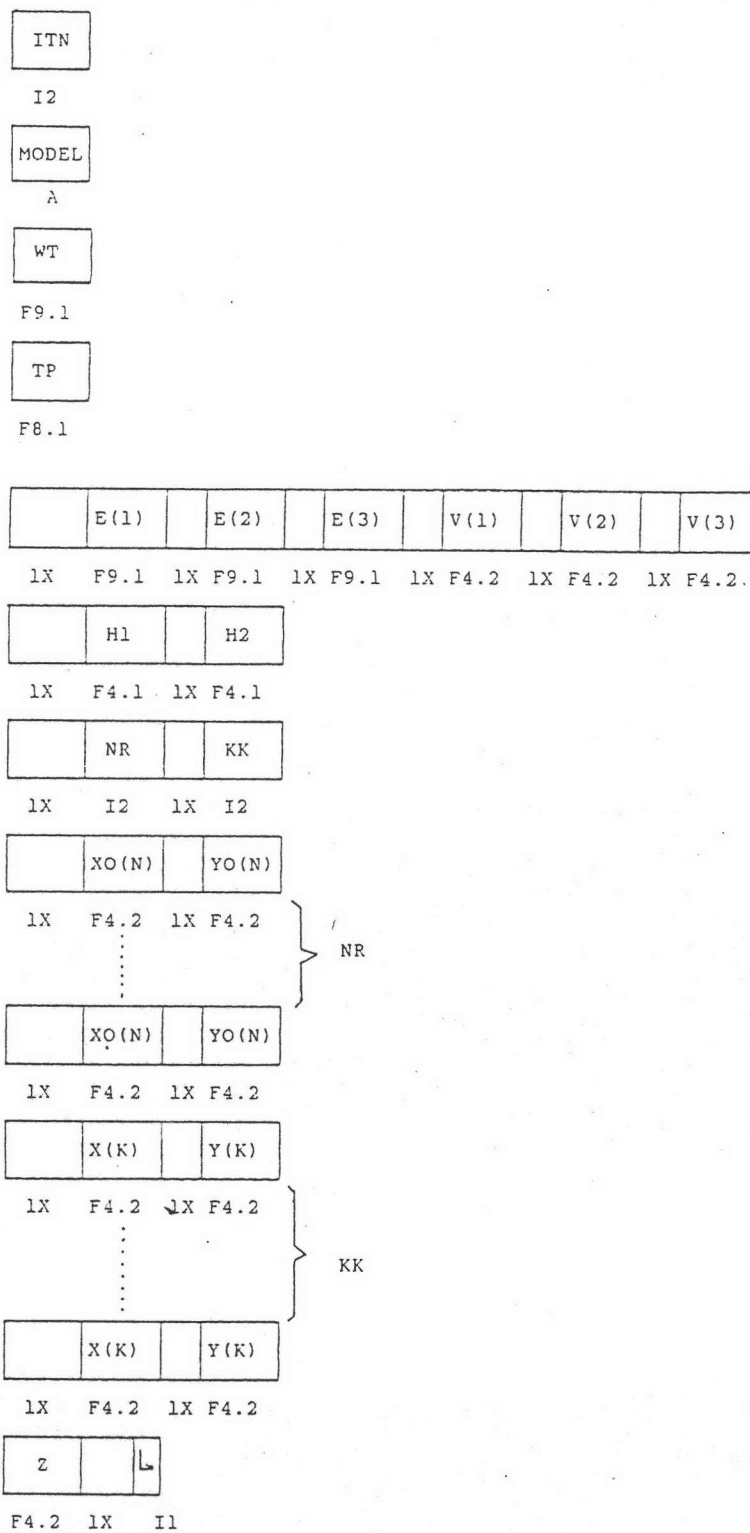 ITN
I2
MODEL
A
WT
F9.1
TP
F8.1
E(1) E(2) E(3) V(1) V(2) V(3)
1X F9.1 1X F9.1 1X F9.1 1X F4.2 1X F4.2 1X F4.2
H1 H2
1X F4.1 1X F4.1
NR KK
1X I2 1X I2
XO(N) YO(N)
1X F4.2 1X F4.2
NR
XO(N) YO(N)
1X F4.2 1X F4.2
X(K) Y(K)
1X F4.2 1X F4.2
KK
X(K) Y(K)
1X F4.2 1X F4.2
Z L
F4.2 1X I1